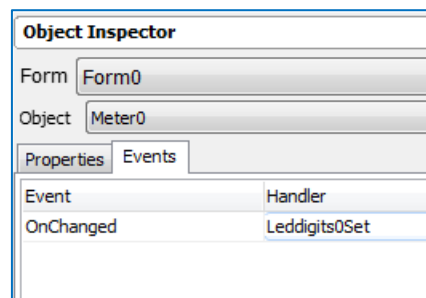 Object Inspector
Form Form0
Object Meter0
Properties Events
Event Handler
OnChanged Leddigits0Set